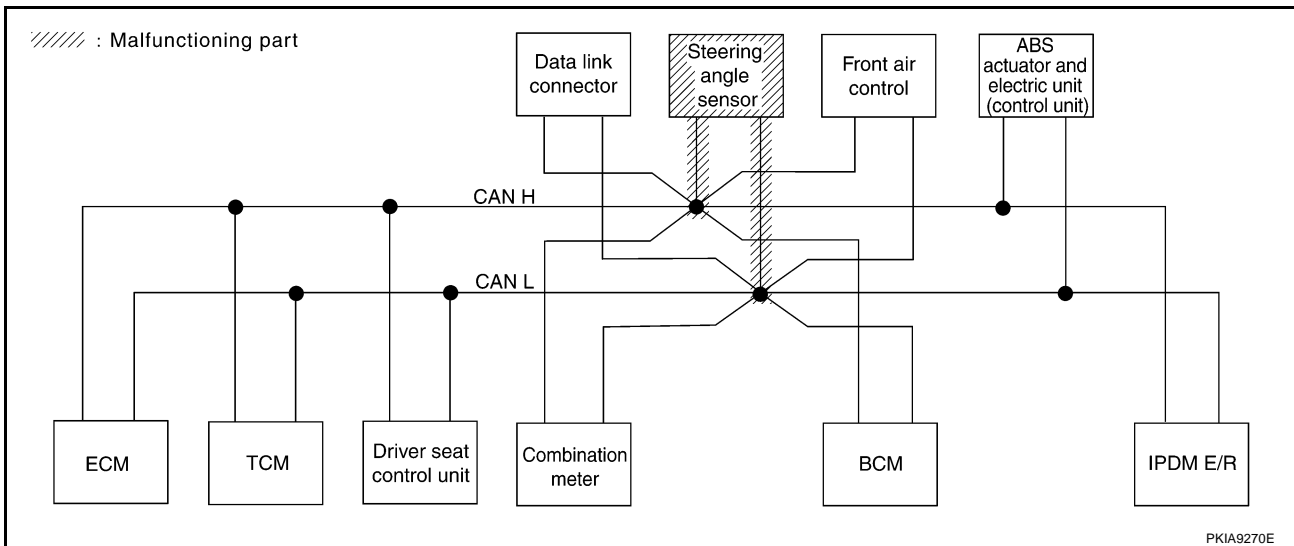 : Malfunctioning part
Data link
connector
Steering
angle
sensor
Front air
control
ABS
actuator and
electric unit
(control unit)
CAN H
CAN L
ECM
TCM
Driver seat
control unit
Combination
meter
BCM
IPDM E/R
PKIA9270E